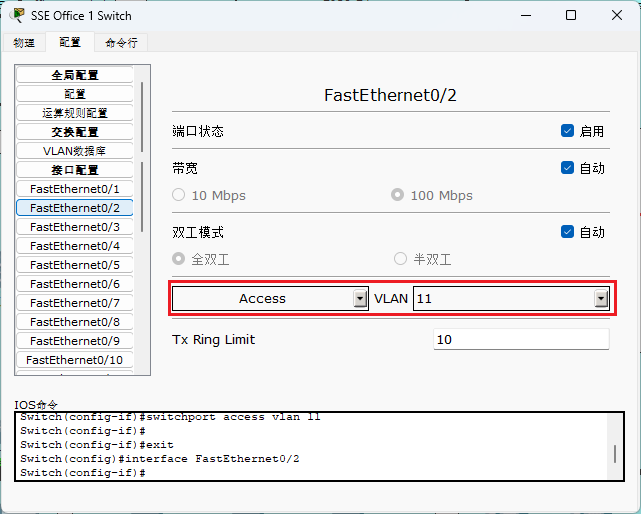 SSE Office 1 Switch
物理 配置 命令行
全局配置
配置
运算规则配置
交换配置
VLAN数据库
接口配置
FastEthernet0/1
FastEthernet0/2
FastEthernet0/3
FastEthernet0/4
FastEthernet0/5
FastEthernet0/6
FastEthernet0/7
FastEthernet0/8
FastEthernet0/9
FastEthernet0/10
FastEthernet0/2
端口状态 启用
带宽 自动
10 Mbps 100 Mbps
双工模式 自动
全双工 半双工
Access VLAN 11
Tx Ring Limit 10
IOS命令
Switch(config-if)#switchport access vlan 11
Switch(config-if)#
Switch(config-if)#exit
Switch(config)#interface FastEthernet0/2
Switch(config-if)#